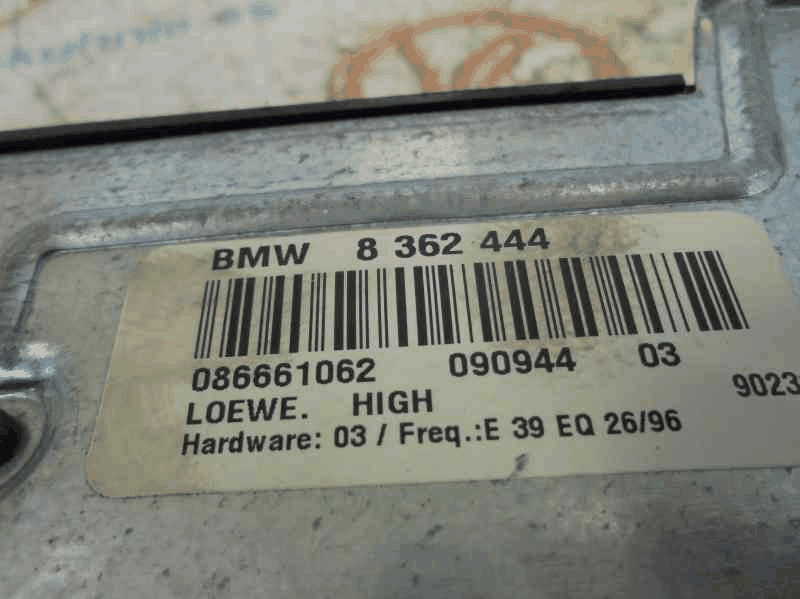 BMW 8 362 444
086661062 090944 03
9023
LOEWE. HIGH
Hardware: 03 / Freq.:E 39 EQ 26/96